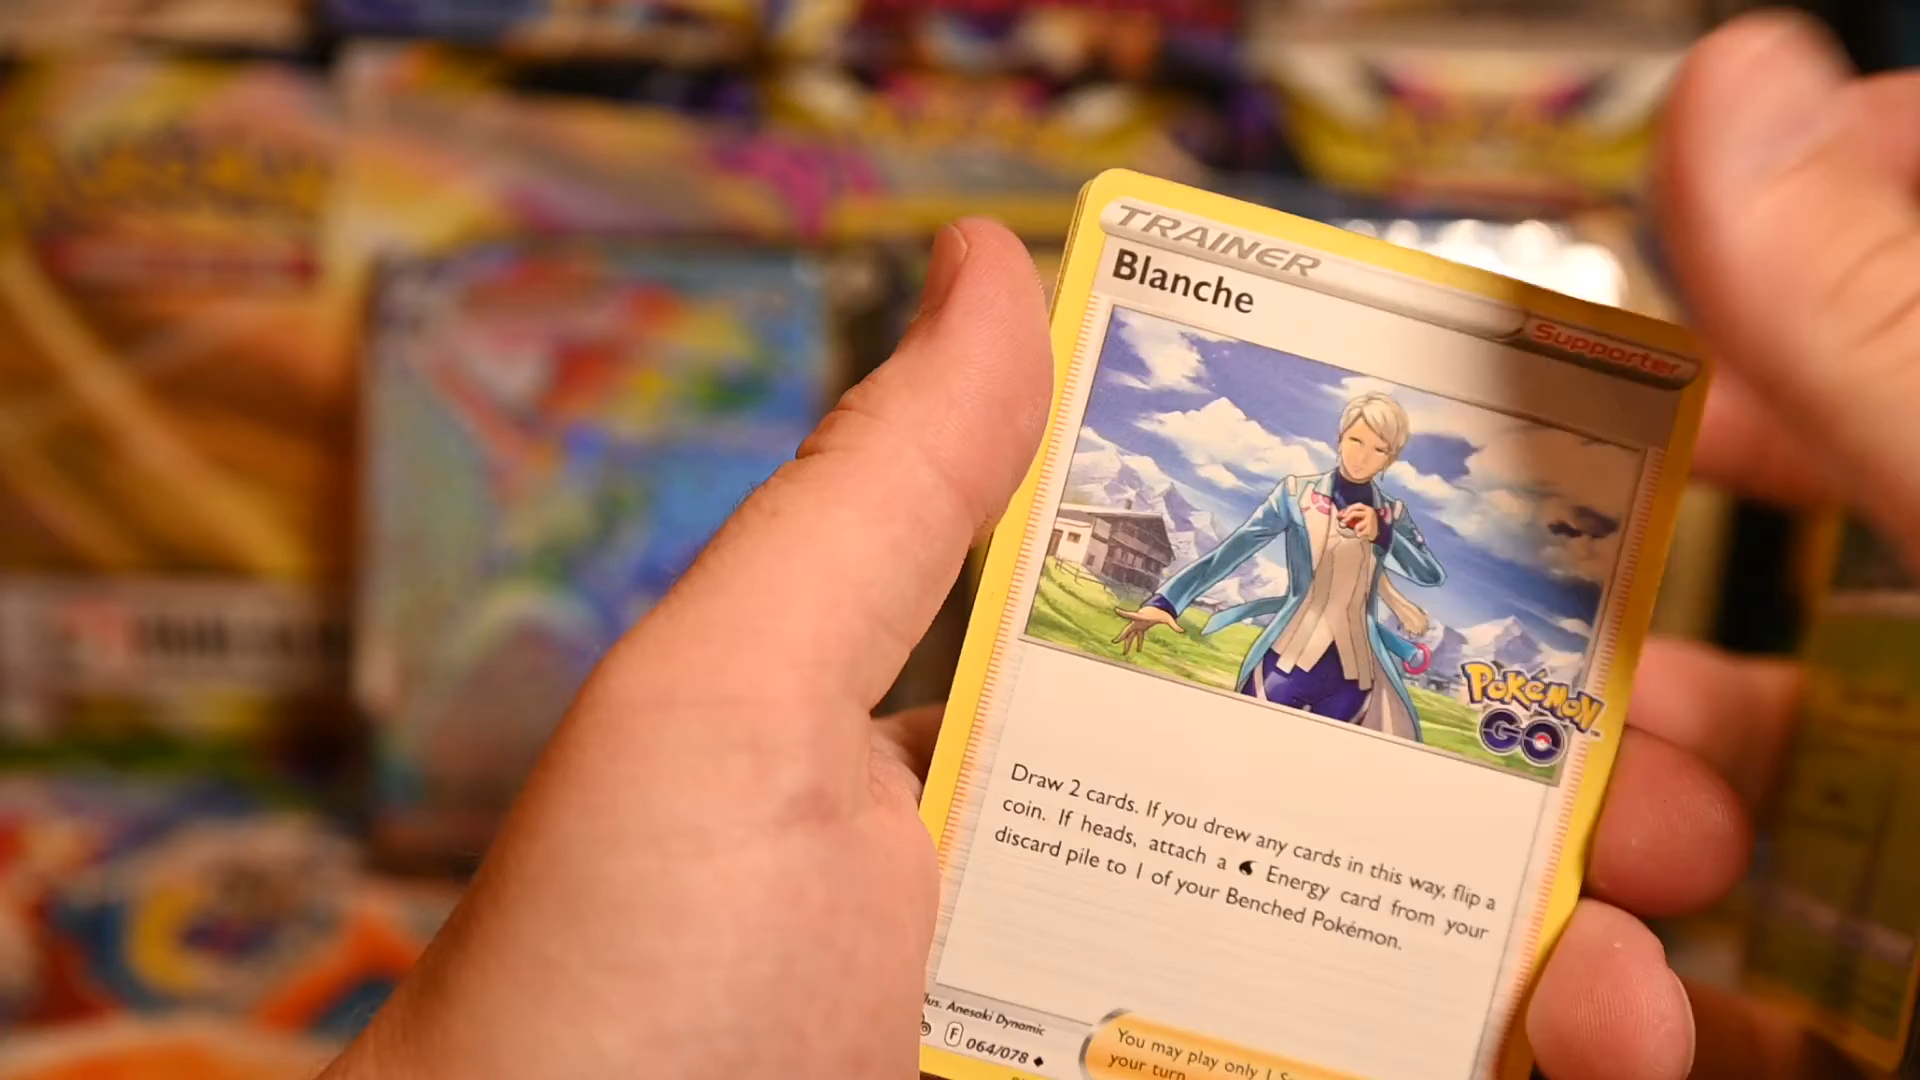 TRAINER
Blanche
Supporter
POKÉMON
GO
Draw 2 cards. If you drew any cards in this way, flip a
coin. If heads, attach a Energy card from your
discard pile to 1 of your Benched Pokémon.
Anesaki Dynamic
F 064/078
You may play only 1
your turn